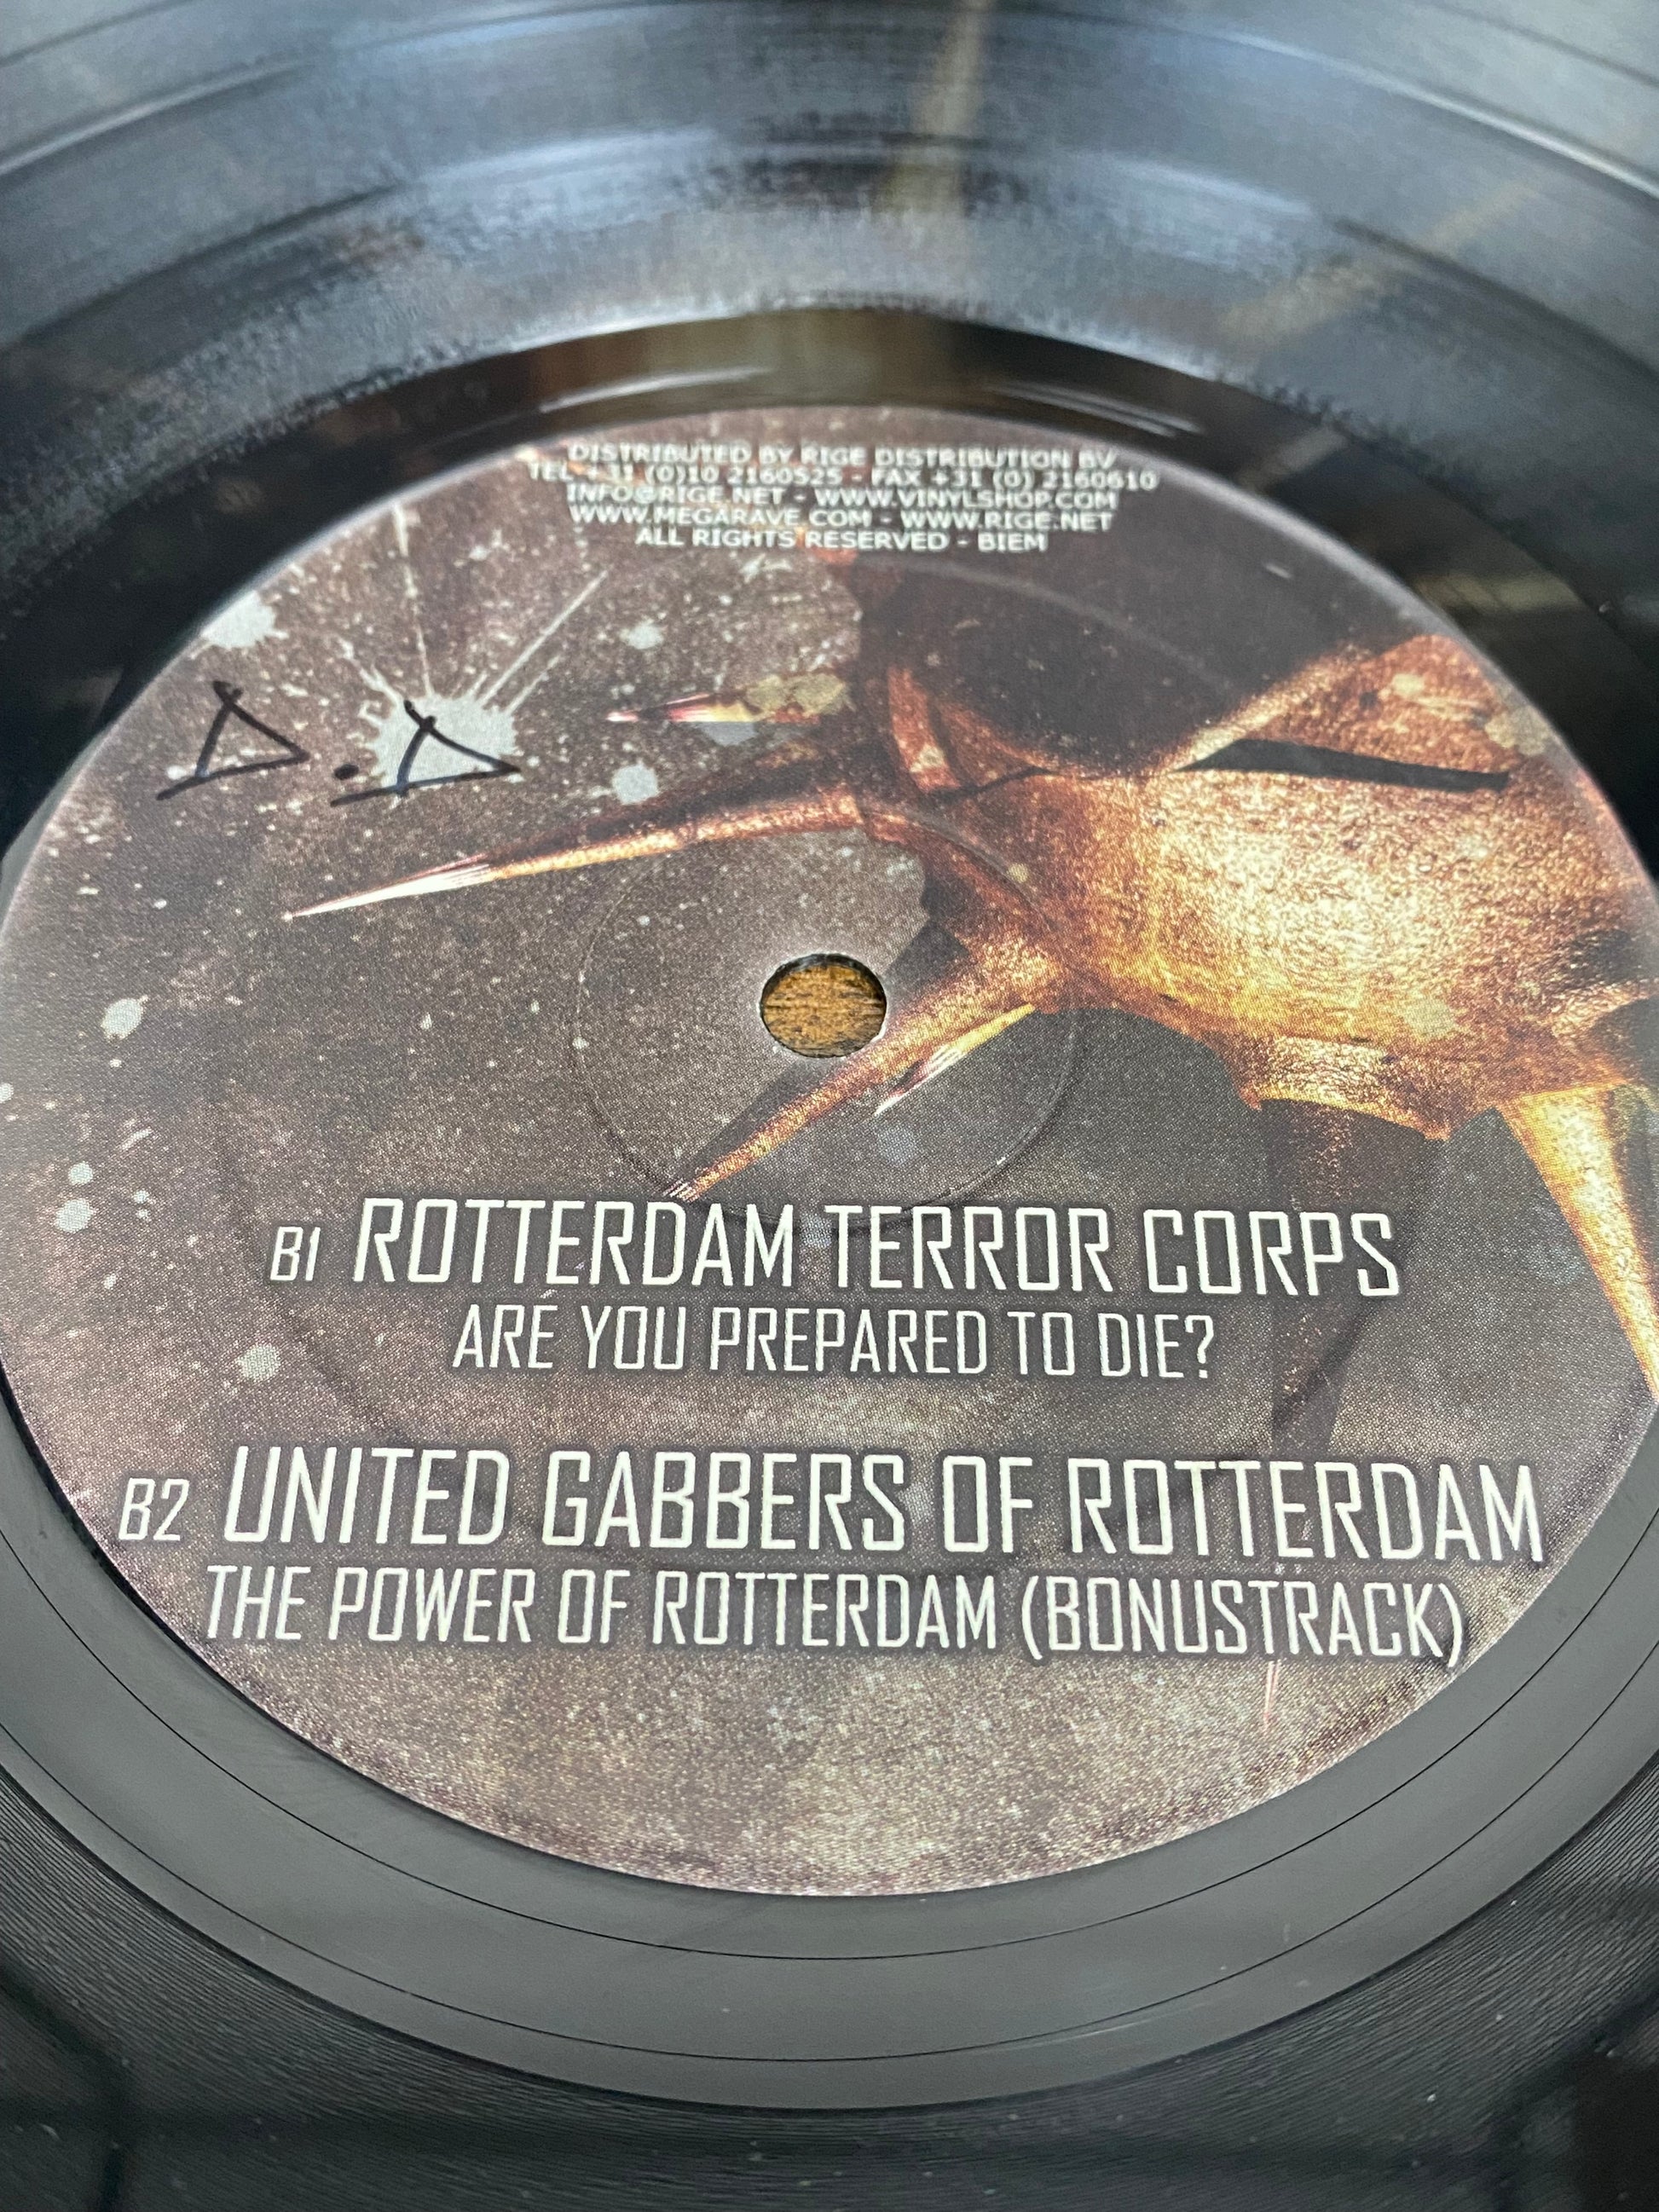 DISTRIBUTED BY RIGE DISTRIBUTION BV
TEL +31 (0)10 2160525 - FAX +31 (0) 2160610
INFO@RIGE.NET - WWW.VINYLSHOP.COM
WWW.MEGARAVE.COM - WWW.RIGE.NET
ALL RIGHTS RESERVED - BIEM
D.D
B1 ROTTERDAM TERROR CORPS
ARE YOU PREPARED TO DIE?
B2 UNITED GABBERS OF ROTTERDAM
THE POWER OF ROTTERDAM (BONUSTRACK)